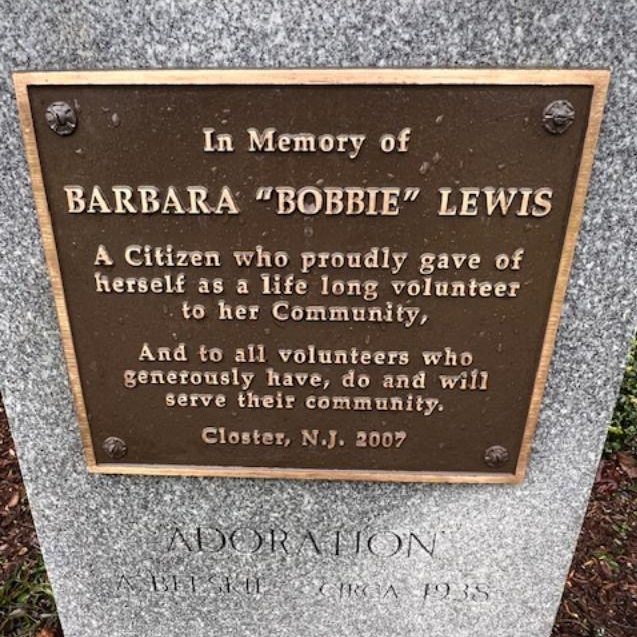 In Memory of
BARBARA "BOBBIE" LEWIS
A Citizen who proudly gave of
herself as a life long volunteer
to her Community,
And to all volunteers who
generously have, do and will
serve their community.
Closter, N.J. 2007
"ADORATION"
A BELSKIE CIRCA 1938